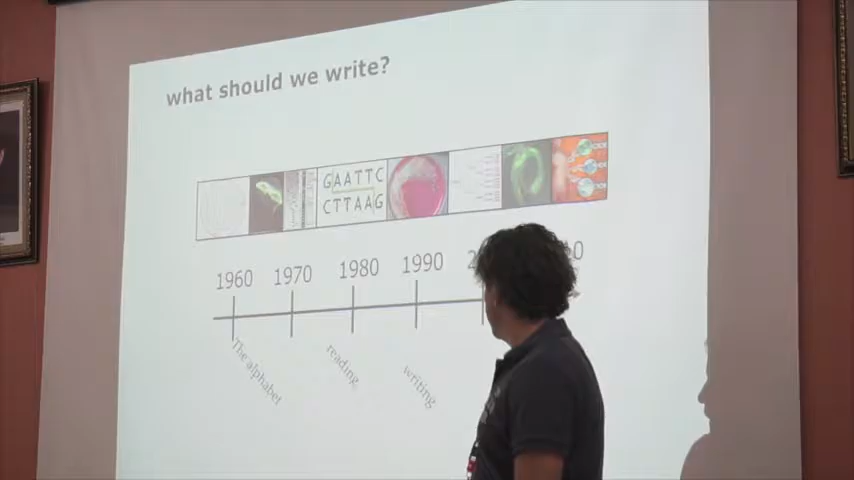 what should we write?
GAATTC
CTTAAG
1960 1970 1980 1990
The alphabet reading writing